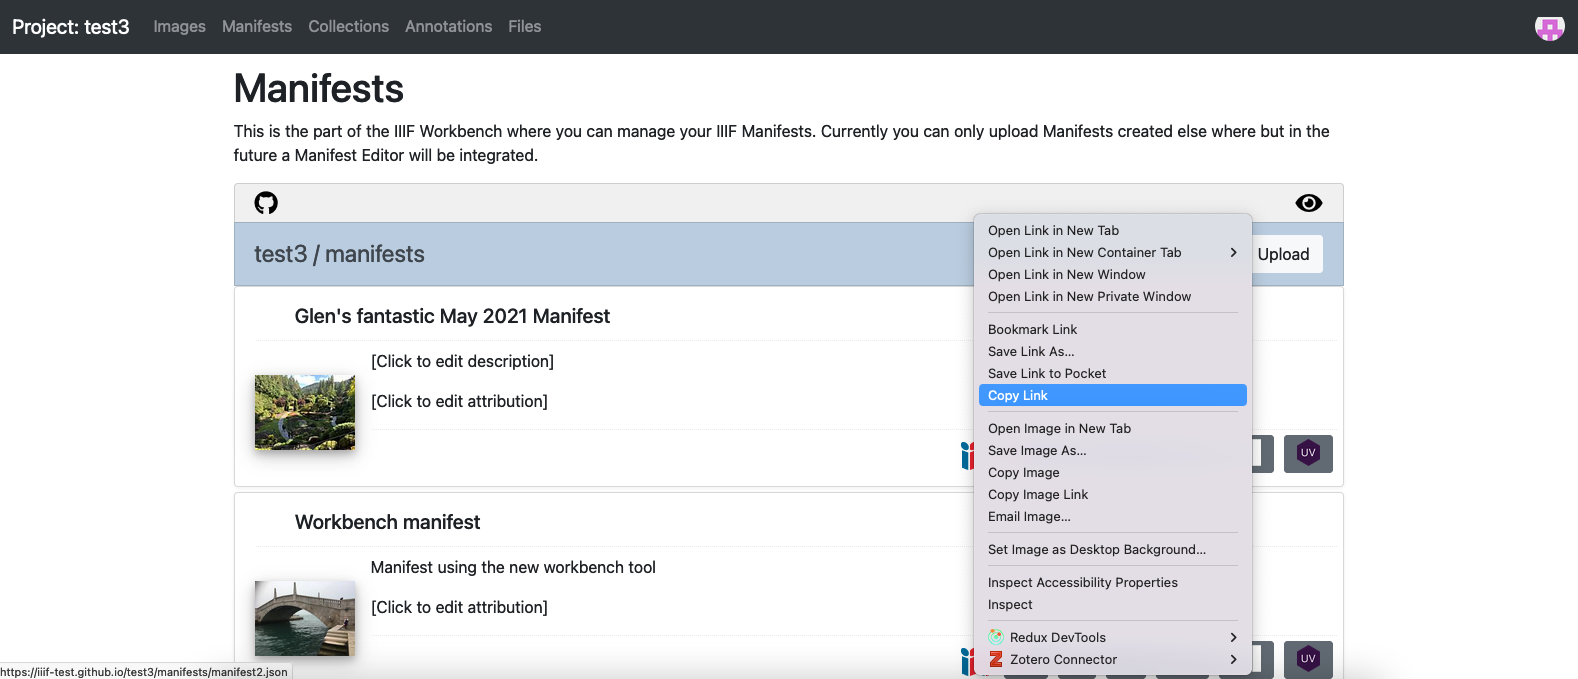 Project: test3 Images Manifests Collections Annotations Files
Manifests
This is the part of the IIIF Workbench where you can manage your IIIF Manifests. Currently you can only upload Manifests created else where but in the
future a Manifest Editor will be integrated.
test3 / manifests
Upload
Glen's fantastic May 2021 Manifest
[Click to edit description]
[Click to edit attribution]
UV
Workbench manifest
Manifest using the new workbench tool
[Click to edit attribution]
UV
Open Link in New Tab
Open Link in New Container Tab
Open Link in New Window
Open Link in New Private Window
Bookmark Link
Save Link As...
Save Link to Pocket
Copy Link
Open Image in New Tab
Save Image As...
Copy Image
Copy Image Link
Email Image...
Set Image as Desktop Background...
Inspect Accessibility Properties
Inspect
Redux DevTools
Z Zotero Connector
https://iiif-test.github.io/test3/manifests/manifest2.json